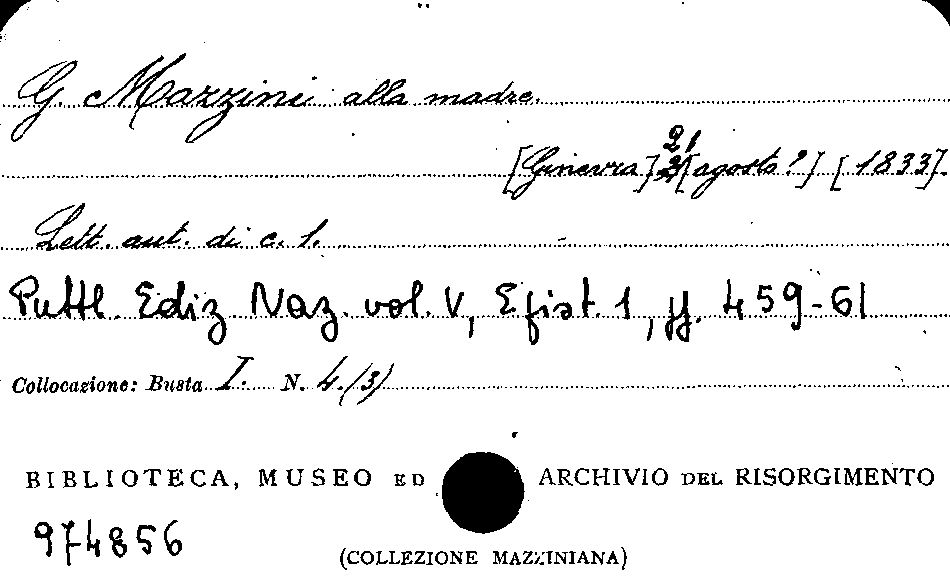 G. Mazzini alla madre.
21
[Ginevra] [agosto?] [1833].
Lett. aut. di c. 1.
Pubbl. Ediz. Naz. vol. V, Epist. 1, pp. 459-61
Collocazione: Busta I. N. 4./3)
BIBLIOTECA, MUSEO ED ARCHIVIO DEL RISORGIMENTO
974856
(COLLEZIONE MAZZINIANA)